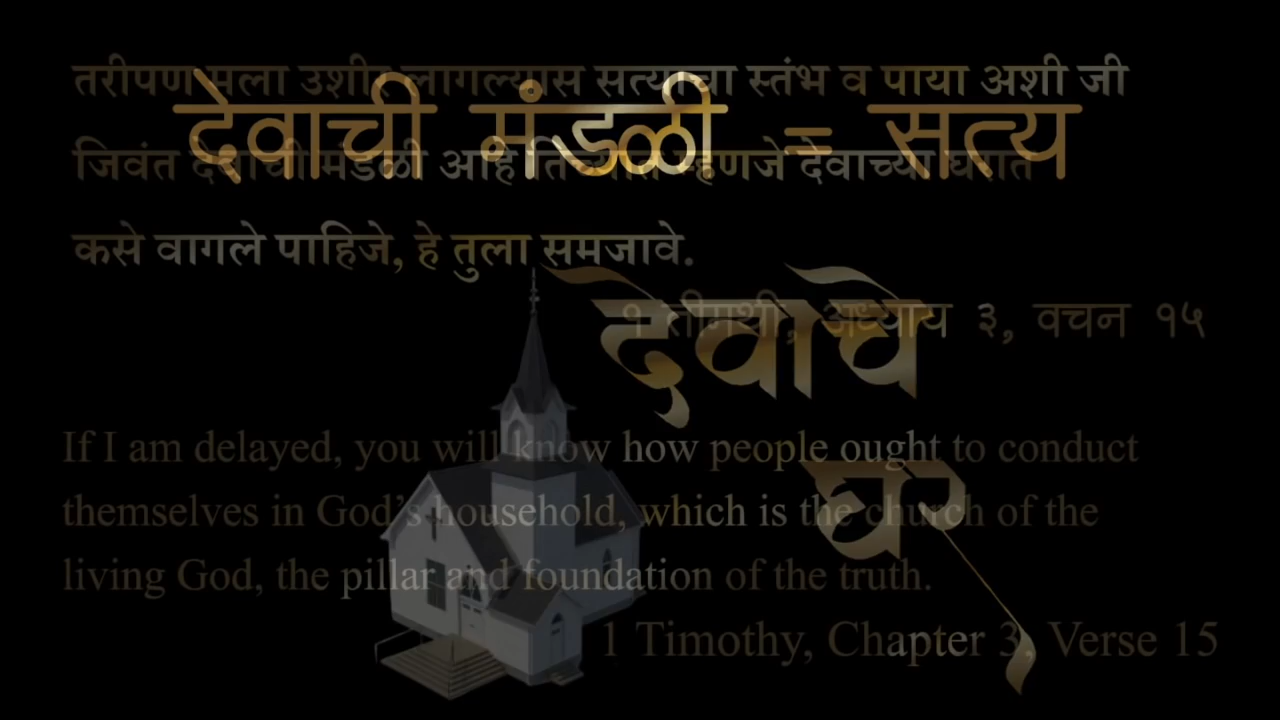 तरीपण मला उशीर लागल्यास सत्याचा स्तंभ व पाया अशी जी
देवाची मंडळी = सत्य
जिवंत देवाची मंडळी आहे तिच्यात म्हणजे देवाच्या घरात
कसे वागले पाहिजे, हे तुला समजावे.
देवाचे
१ तीमथी, अध्याय ३, वचन १५
घर
If I am delayed, you will know how people ought to conduct
themselves in God’s household, which is the church of the
living God, the pillar and foundation of the truth.
1 Timothy, Chapter 3, Verse 15